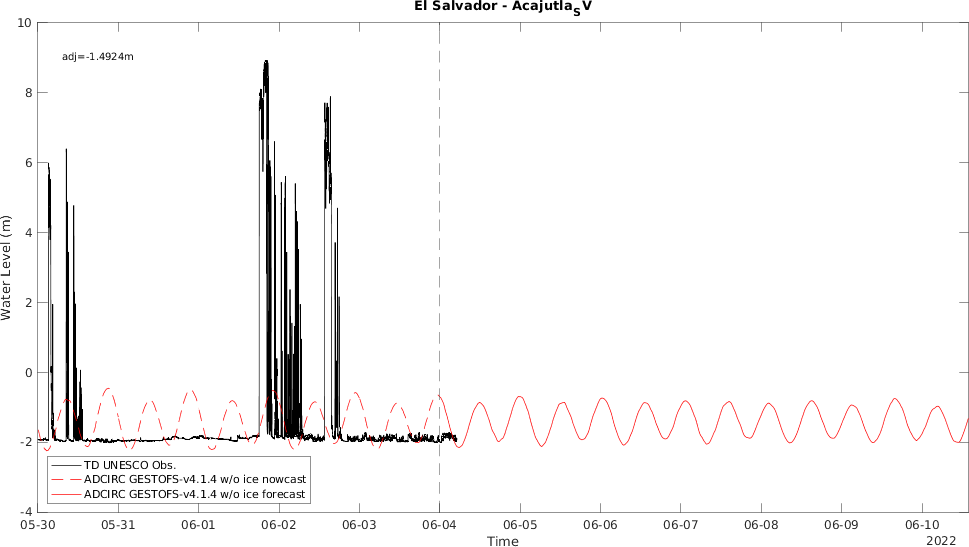 El Salvador - AcajutlaSV
adj=-1.4924m
Water Level (m)
10
8
6
4
2
0
-2
-4
TD UNESCO Obs.
ADCIRC GESTOFS-v4.1.4 w/o ice nowcast
ADCIRC GESTOFS-v4.1.4 w/o ice forecast
05-30 05-31 06-01 06-02 06-03 06-04 06-05 06-06 06-07 06-08 06-09 06-10
Time
2022